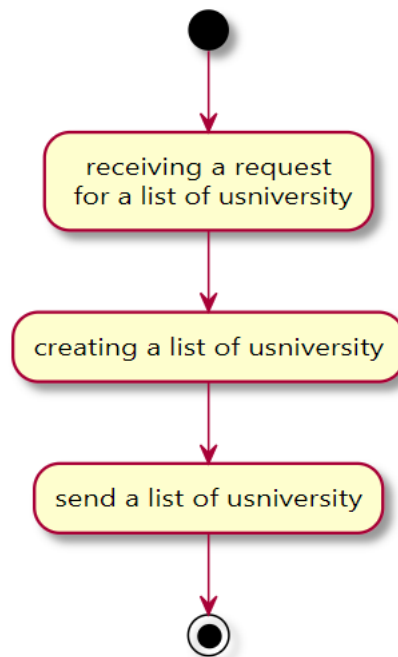 receiving a request
for a list of usniversity
creating a list of usniversity
send a list of usniversity